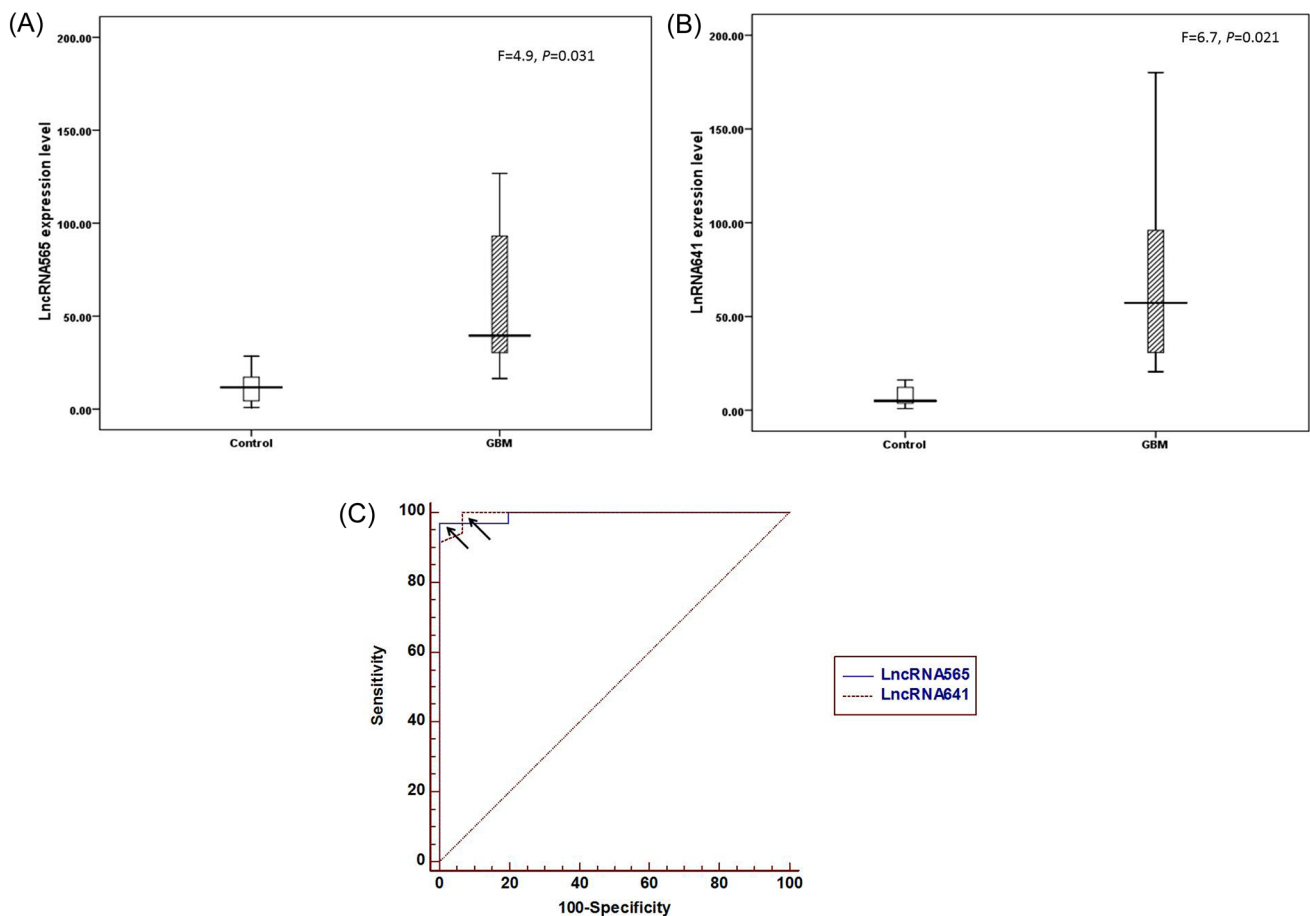 (A)
LncRNA565 expression level
200.00
150.00
100.00
50.00
0.00
F=4.9, P=0.031
Control
GBM
(B)
LnRNA641 exression level
200.00
150.00
100.00
50.00
0.00
F=6.7, P=0.021
Control
GBM
(C)
Sensitivity
100
80
60
40
20
0
0 20 40 60 80 100
100-Specificity
LncRNA565
LncRNA641